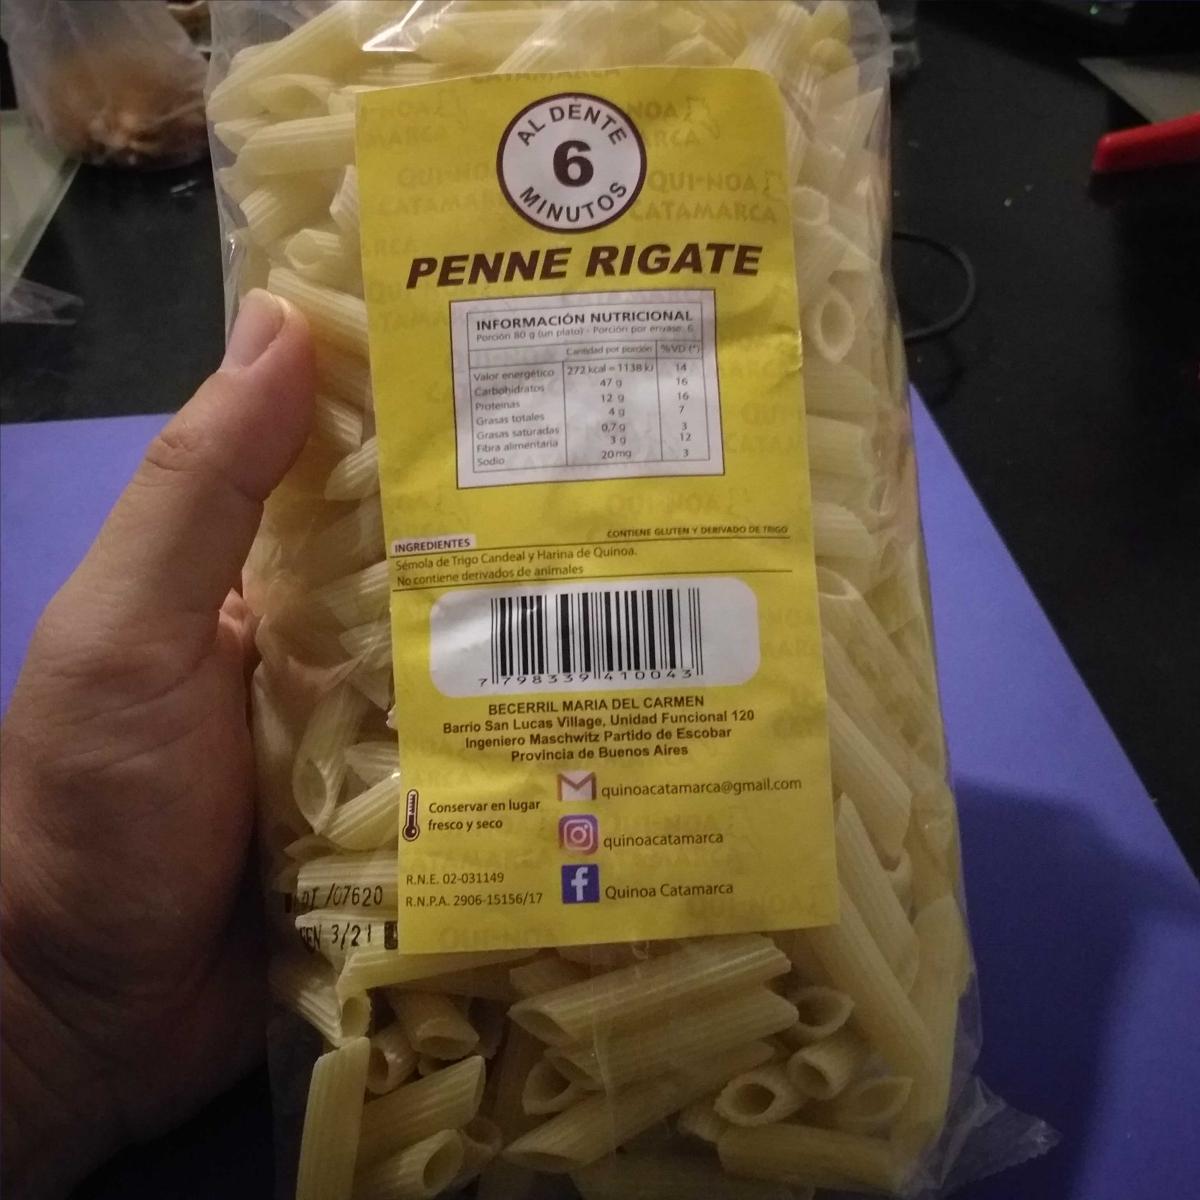 AL DENTE
6
MINUTOS
PENNE RIGATE
INFORMACIÓN NUTRICIONAL
Porción 80 g (un plato) - Porción por envase: 6
Cantidad por porción %VD (*)
Valor energético 272 kcal = 1138 kJ 14
Carbohidratos 47 g 16
Proteinas 12 g 16
Grasas totales 4 g 7
Grasas saturadas 0,7 g 3
Fibra alimentaria 3 g 12
Sodio 20 mg 3
CONTIENE GLUTEN Y DERIVADO DE TRIGO
INGREDIENTES
Sémola de Trigo Candeal y Harina de Quinoa.
No contiene derivados de animales
7 798339 410043
BECERRIL MARIA DEL CARMEN
Barrio San Lucas Village, Unidad Funcional 120
Ingeniero Maschwitz Partido de Escobar
Provincia de Buenos Aires
quinoacatamarca@gmail.com
Conservar en lugar
fresco y seco
quinoacatamarca
R.N.E. 02-031149
R.N.P.A. 2906-15156/17
Quinoa Catamarca
/07620
3/21